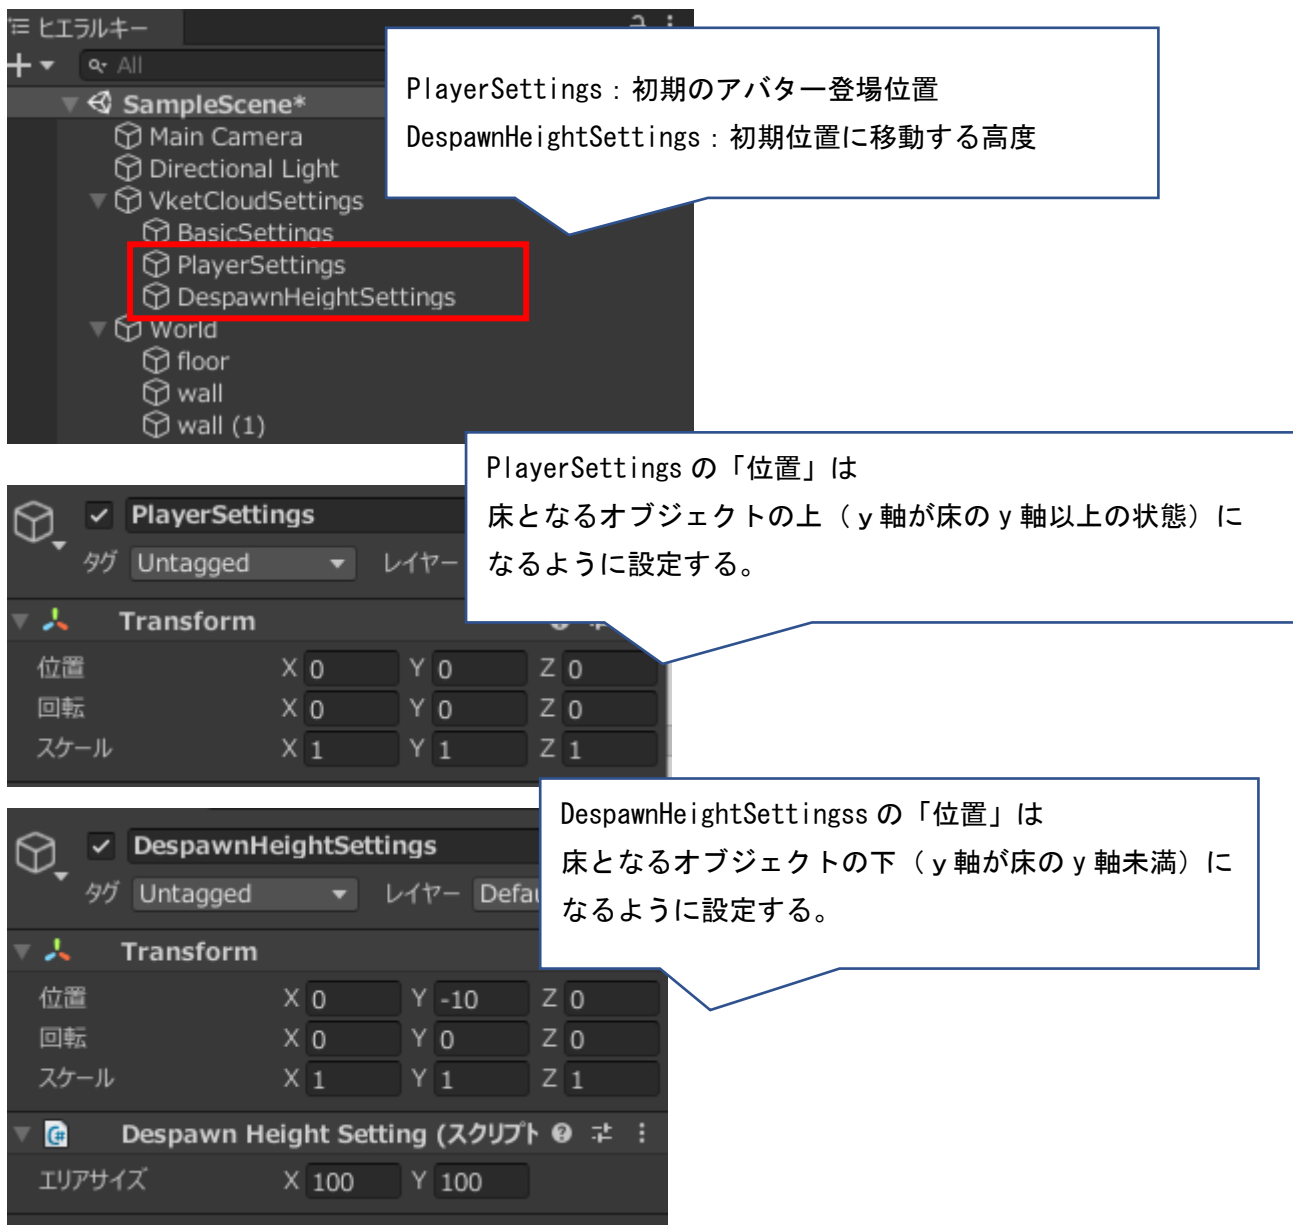 ヒエラルキー
All
SampleScene*
Main Camera
Directional Light
VketCloudSettings
BasicSettings
PlayerSettings
DespawnHeightSettings
World
floor
wall
wall (1)
PlayerSettings：初期のアバター登場位置
DespawnHeightSettings：初期位置に移動する高度
PlayerSettings の「位置」は
床となるオブジェクトの上（ｙ軸が床のｙ軸以上の状態）に
なるように設定する。
PlayerSettings
タグ Untagged レイヤー
Transform
位置 X 0 Y 0 Z 0
回転 X 0 Y 0 Z 0
スケール X 1 Y 1 Z 1
DespawnHeightSettingss の「位置」は
床となるオブジェクトの下（ｙ軸が床のｙ軸未満）に
なるように設定する。
DespawnHeightSettings
タグ Untagged レイヤー Defau
Transform
位置 X 0 Y -10 Z 0
回転 X 0 Y 0 Z 0
スケール X 1 Y 1 Z 1
Despawn Height Setting (スクリプト
エリアサイズ X 100 Y 100